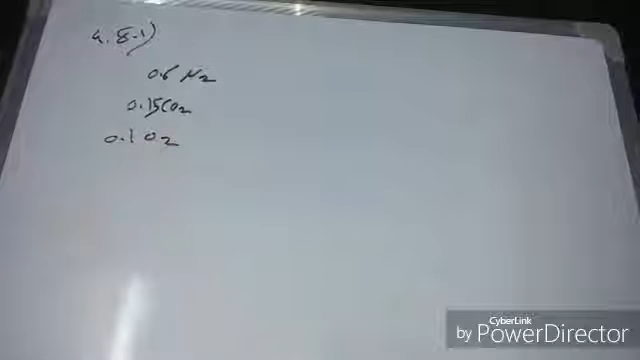 4.8-1)
0.6 N2
0.15CO2
0.1 O2
CyberLink
by PowerDirector